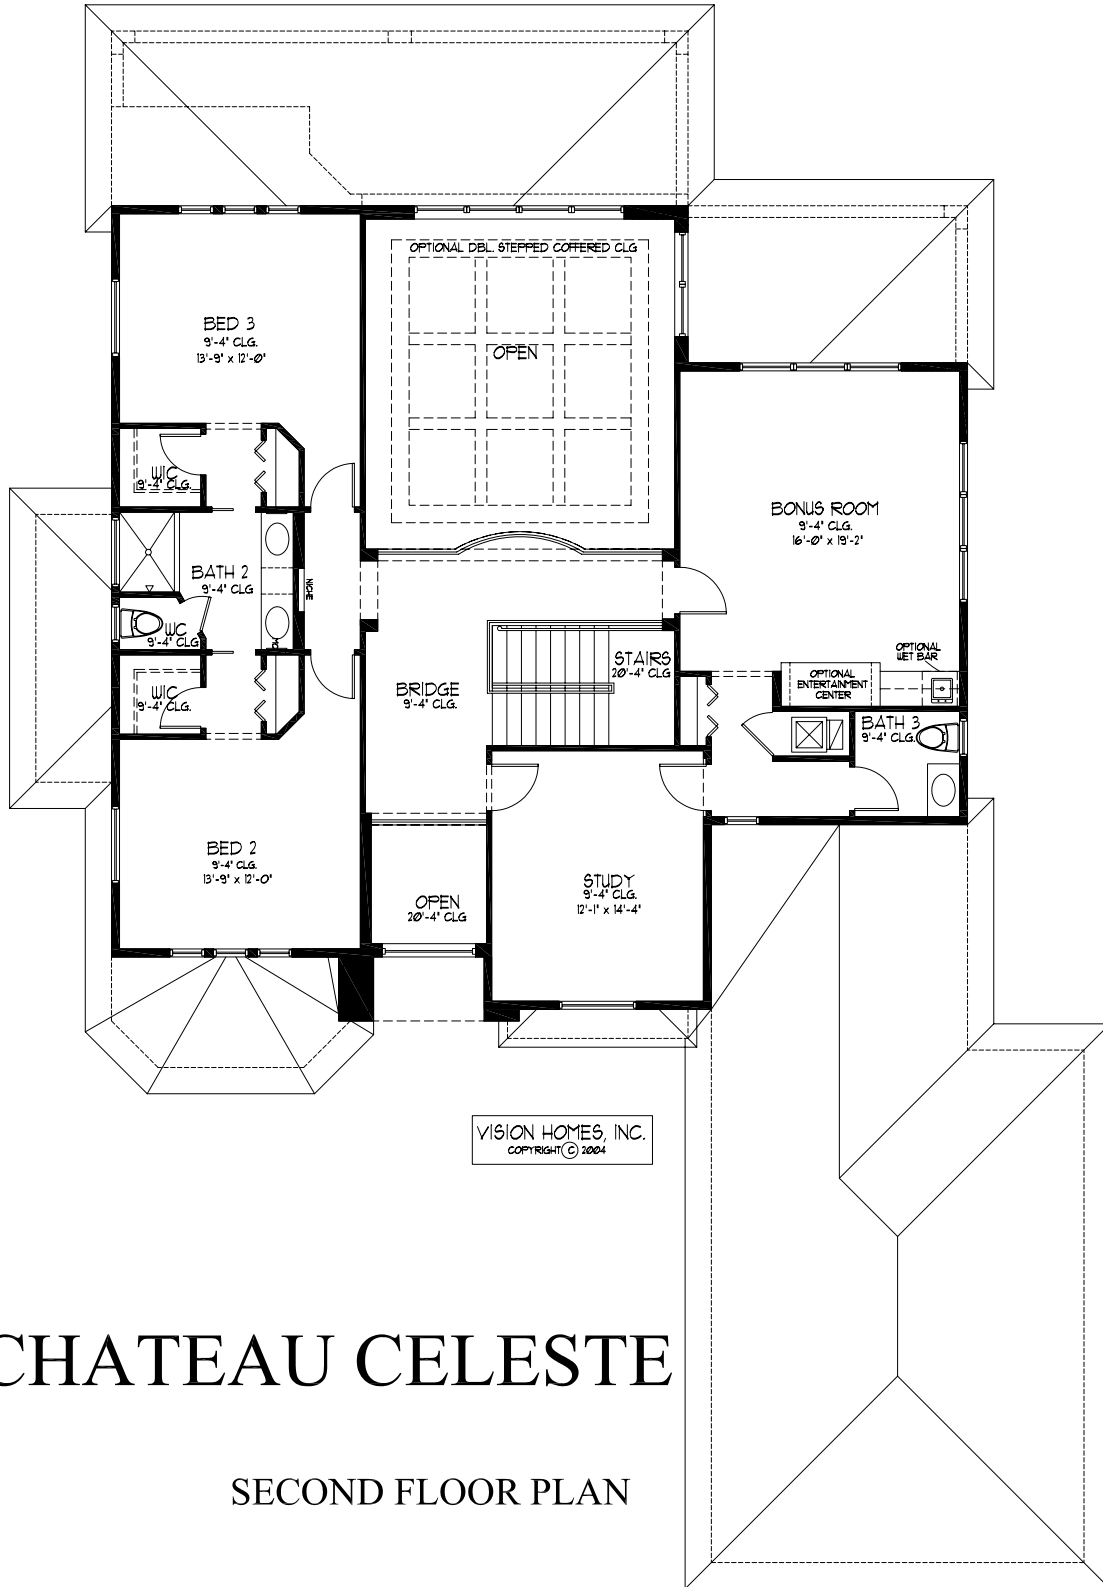 OPTIONAL DBL. STEPPED COFFERED CLG
OPEN
BED 3
9'-4" CLG.
13'-9" x 12'-0"
WIC
9'-4" CLG.
BONUS ROOM
9'-4" CLG.
16'-0" x 19'-2"
BATH 2
9'-4" CLG
NICHE
WC
9'-4" CLG
STAIRS
20'-4" CLG
OPTIONAL
WET BAR
OPTIONAL
ENTERTAINMENT
CENTER
WIC
9'-4" CLG.
BRIDGE
9'-4" CLG.
BATH 3
9'-4" CLG.
BED 2
9'-4" CLG.
13'-9" x 12'-0"
OPEN
20'-4" CLG
STUDY
9'-4" CLG.
12'-1" x 14'-4"
VISION HOMES, INC.
COPYRIGHT © 2004
CHATEAU CELESTE
SECOND FLOOR PLAN